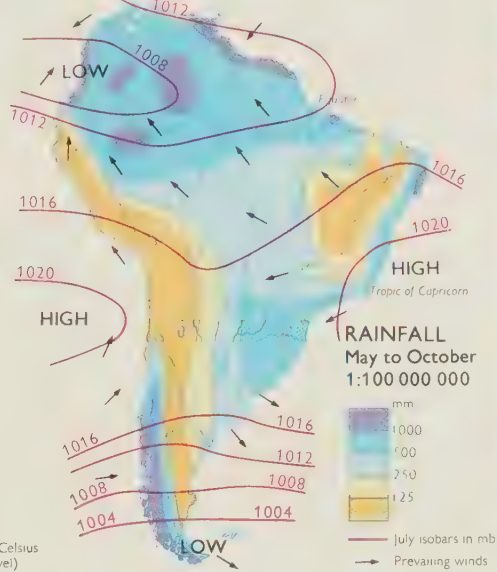 1012
LOW
1008
1012
1016
1016
1020
1020
HIGH
Tropic of Capricorn
HIGH
RAINFALL
May to October
1:100 000 000
mm
1000
500
250
125
1016
1016
1012
1008
1008
1004
1004
LOW
Celsius
July isobars in mb
Prevailing winds